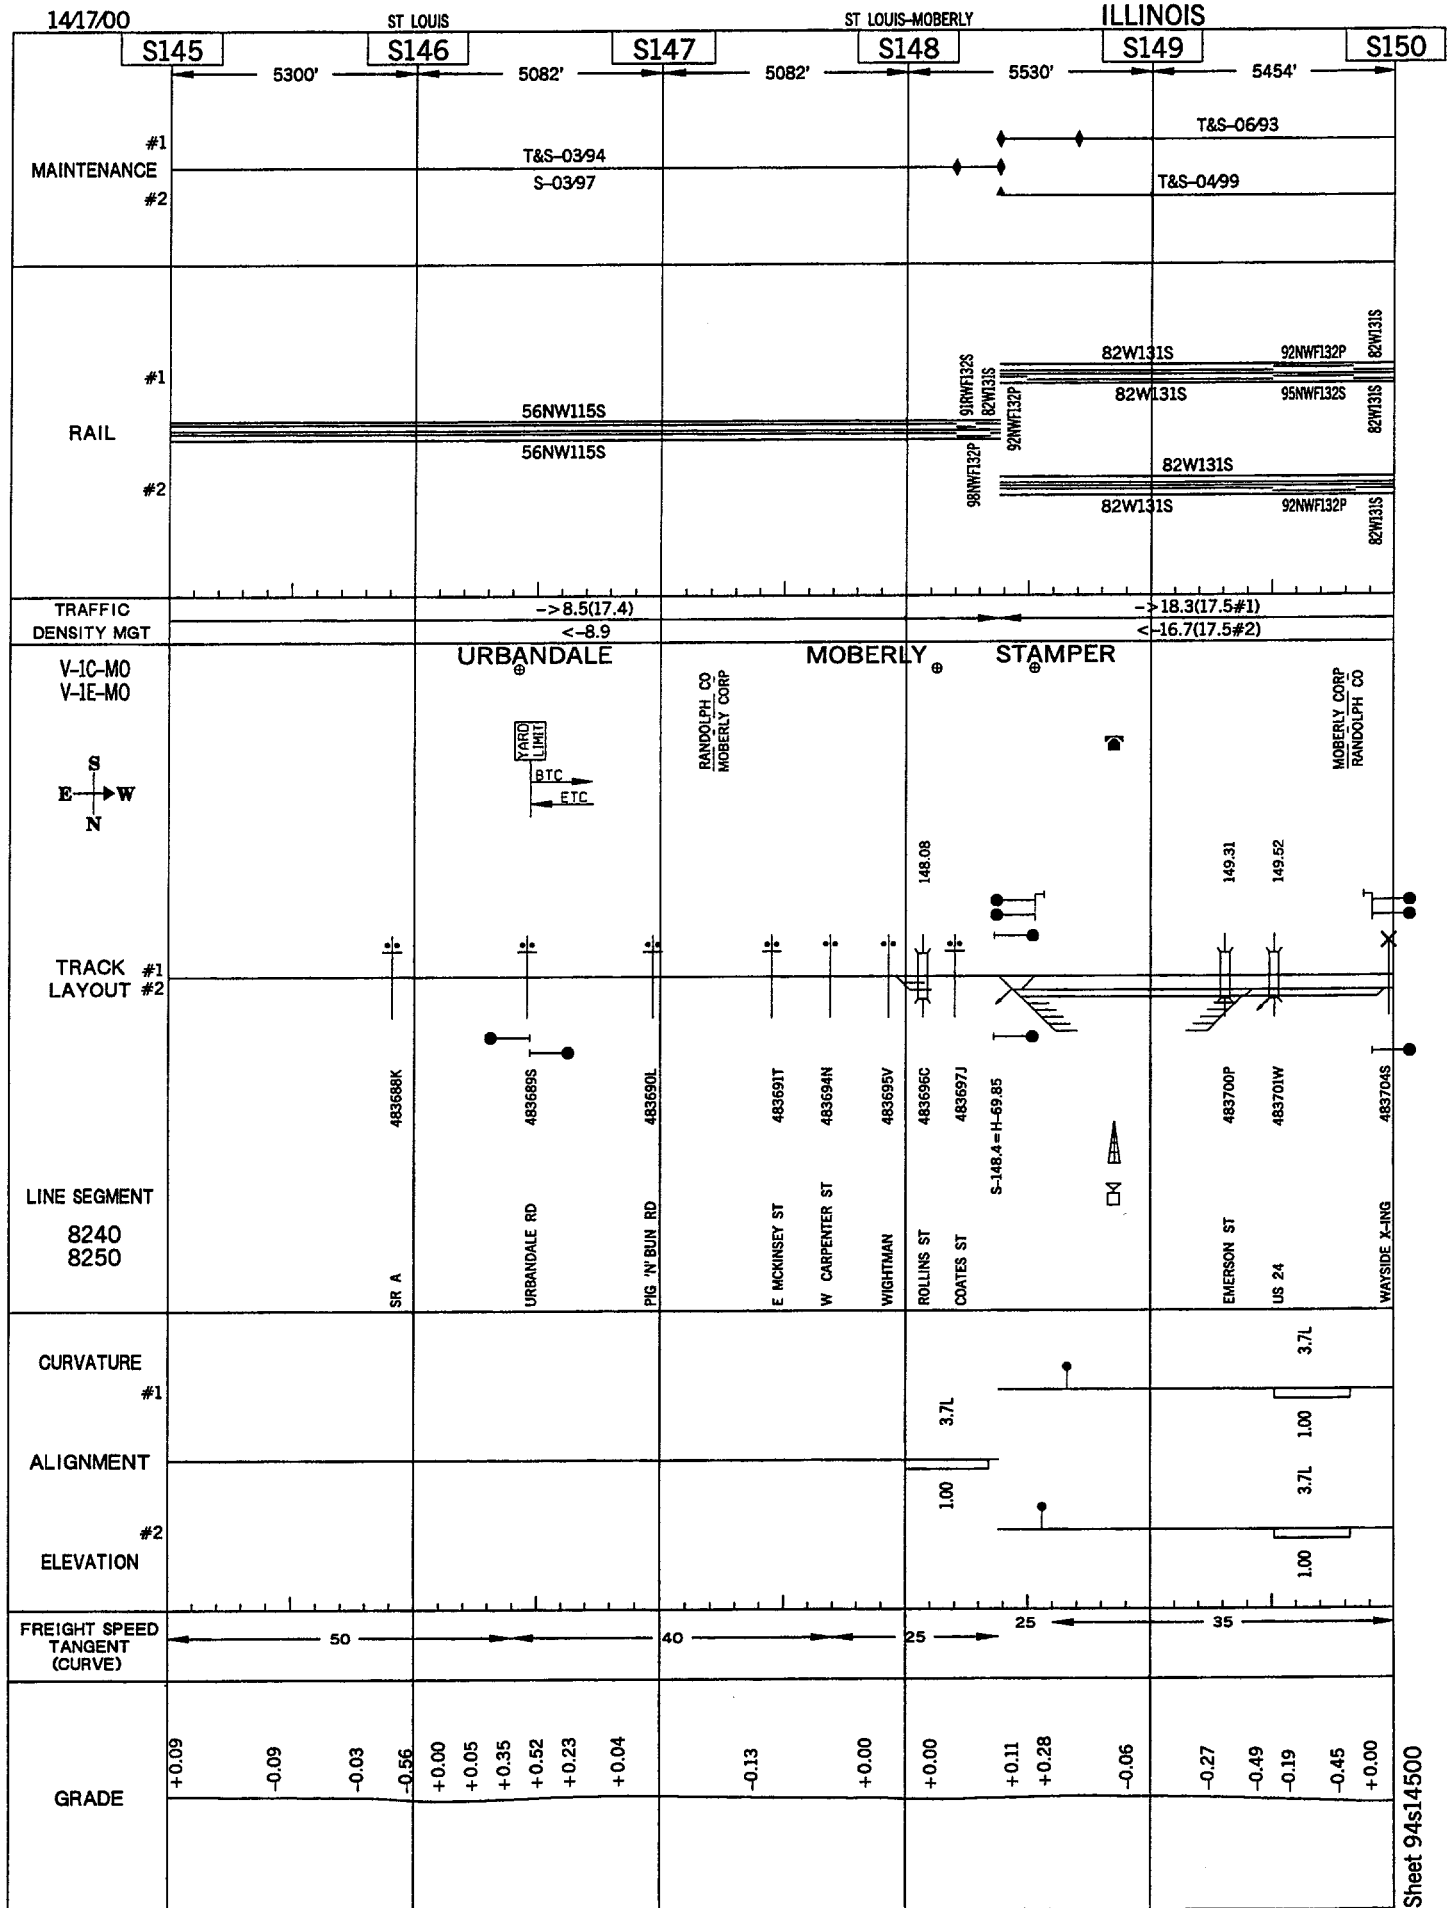 14/17/00
ST LOUIS
ST LOUIS-MOBERLY
ILLINOIS
S145
S146
S147
S148
S149
S150
5300'
5082'
5082'
5530'
5454'
MAINTENANCE
#1
#2
T&S-03/94
S-03/97
T&S-06/93
T&S-04/99
RAIL
#1
#2
56NW115S
56NW115S
91RWF132S
82W131S
92NWF132P
98NWF132P
82W131S
92NWF132P
82W131S
82W131S
95NWF132S
82W131S
82W131S
82W131S
92NWF132P
82W131S
TRAFFIC
DENSITY MGT
->8.5(17.4)
<-8.9
->18.3(17.5#1)
<-16.7(17.5#2)
V-1C-MO
V-1E-MO
URBANDALE
MOBERLY
STAMPER
YARD
LIMIT
BTC
ETC
RANDOLPH CO
MOBERLY CORP
MOBERLY CORP
RANDOLPH CO
S
E
W
N
148.08
149.31
149.52
TRACK #1
LAYOUT #2
483688K
483689S
483690L
483691T
483694N
483695V
483696C
483697J
S-148.4=H-69.85
483700P
483701W
483704S
LINE SEGMENT
8240
8250
SR A
URBANDALE RD
PIG 'N' BUN RD
E MCKINSEY ST
W CARPENTER ST
WIGHTMAN
ROLLINS ST
COATES ST
EMERSON ST
US 24
WAYSIDE X-ING
CURVATURE
#1
ALIGNMENT
#2
ELEVATION
3.7L
1.00
3.7L
1.00
3.7L
1.00
FREIGHT SPEED
TANGENT
(CURVE)
50
40
25
25
35
GRADE
+0.09
-0.09
-0.03
-0.56
+0.00
+0.05
+0.35
+0.52
+0.23
+0.04
-0.13
+0.00
+0.00
+0.11
+0.28
-0.06
-0.27
-0.49
-0.19
-0.45
+0.00
Sheet 94s14500